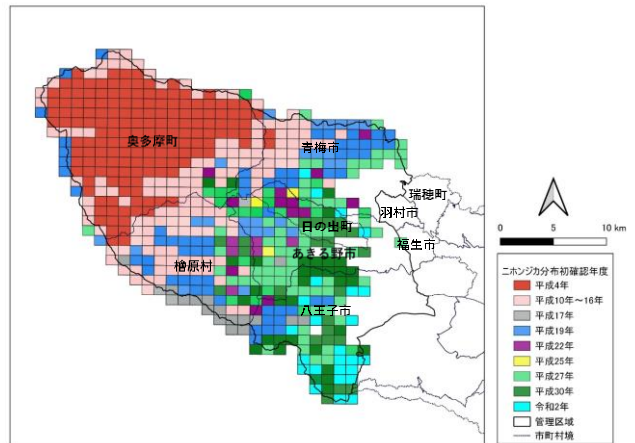 奥多摩町
青梅市
瑞穂町
羽村市
日の出町
福生市
あきる野市
檜原村
八王子市
0 5 10 km
ニホンジカ分布初確認年度
平成4年
平成10年～16年
平成17年
平成19年
平成22年
平成25年
平成27年
平成30年
令和2年
管理区域
市町村境